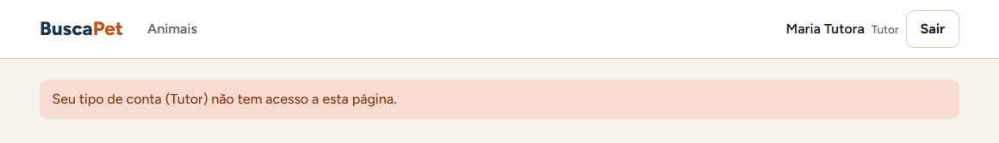 BuscaPet Animais Maria Tutora Tutor Sair
Seu tipo de conta (Tutor) não tem acesso a esta página.